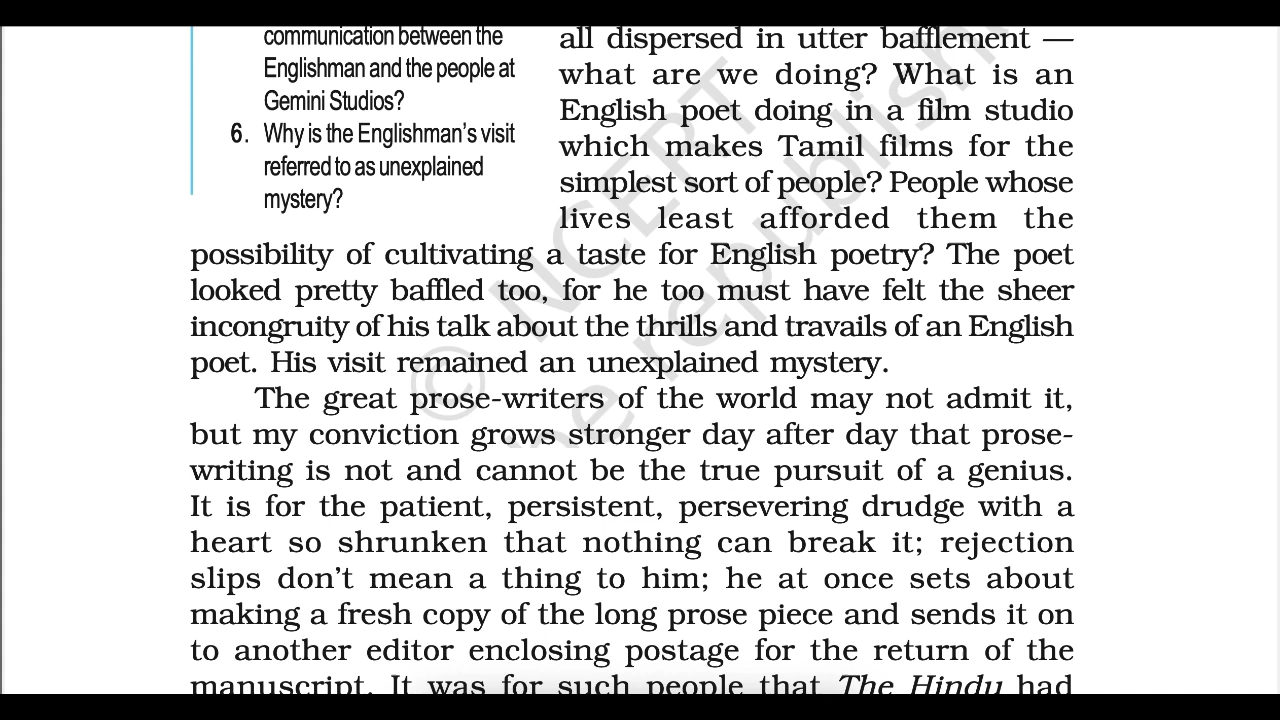 communication between the
Englishman and the people at
Gemini Studios?
6. Why is the Englishman's visit
referred to as unexplained
mystery?
all dispersed in utter bafflement —
what are we doing? What is an
English poet doing in a film studio
which makes Tamil films for the
simplest sort of people? People whose
lives least afforded them the
possibility of cultivating a taste for English poetry? The poet
looked pretty baffled too, for he too must have felt the sheer
incongruity of his talk about the thrills and travails of an English
poet. His visit remained an unexplained mystery.
The great prose-writers of the world may not admit it,
but my conviction grows stronger day after day that prose-
writing is not and cannot be the true pursuit of a genius.
It is for the patient, persistent, persevering drudge with a
heart so shrunken that nothing can break it; rejection
slips don't mean a thing to him; he at once sets about
making a fresh copy of the long prose piece and sends it on
to another editor enclosing postage for the return of the
manuscript. It was for such people that The Hindu had
© NCERT
be republish